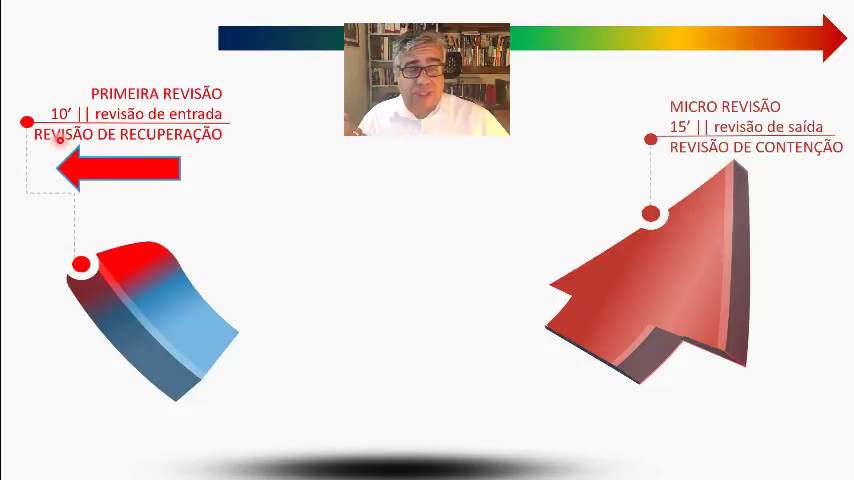 PRIMEIRA REVISÃO
10’ || revisão de entrada
REVISÃO DE RECUPERAÇÃO
MICRO REVISÃO
15’ || revisão de saída
REVISÃO DE CONTENÇÃO